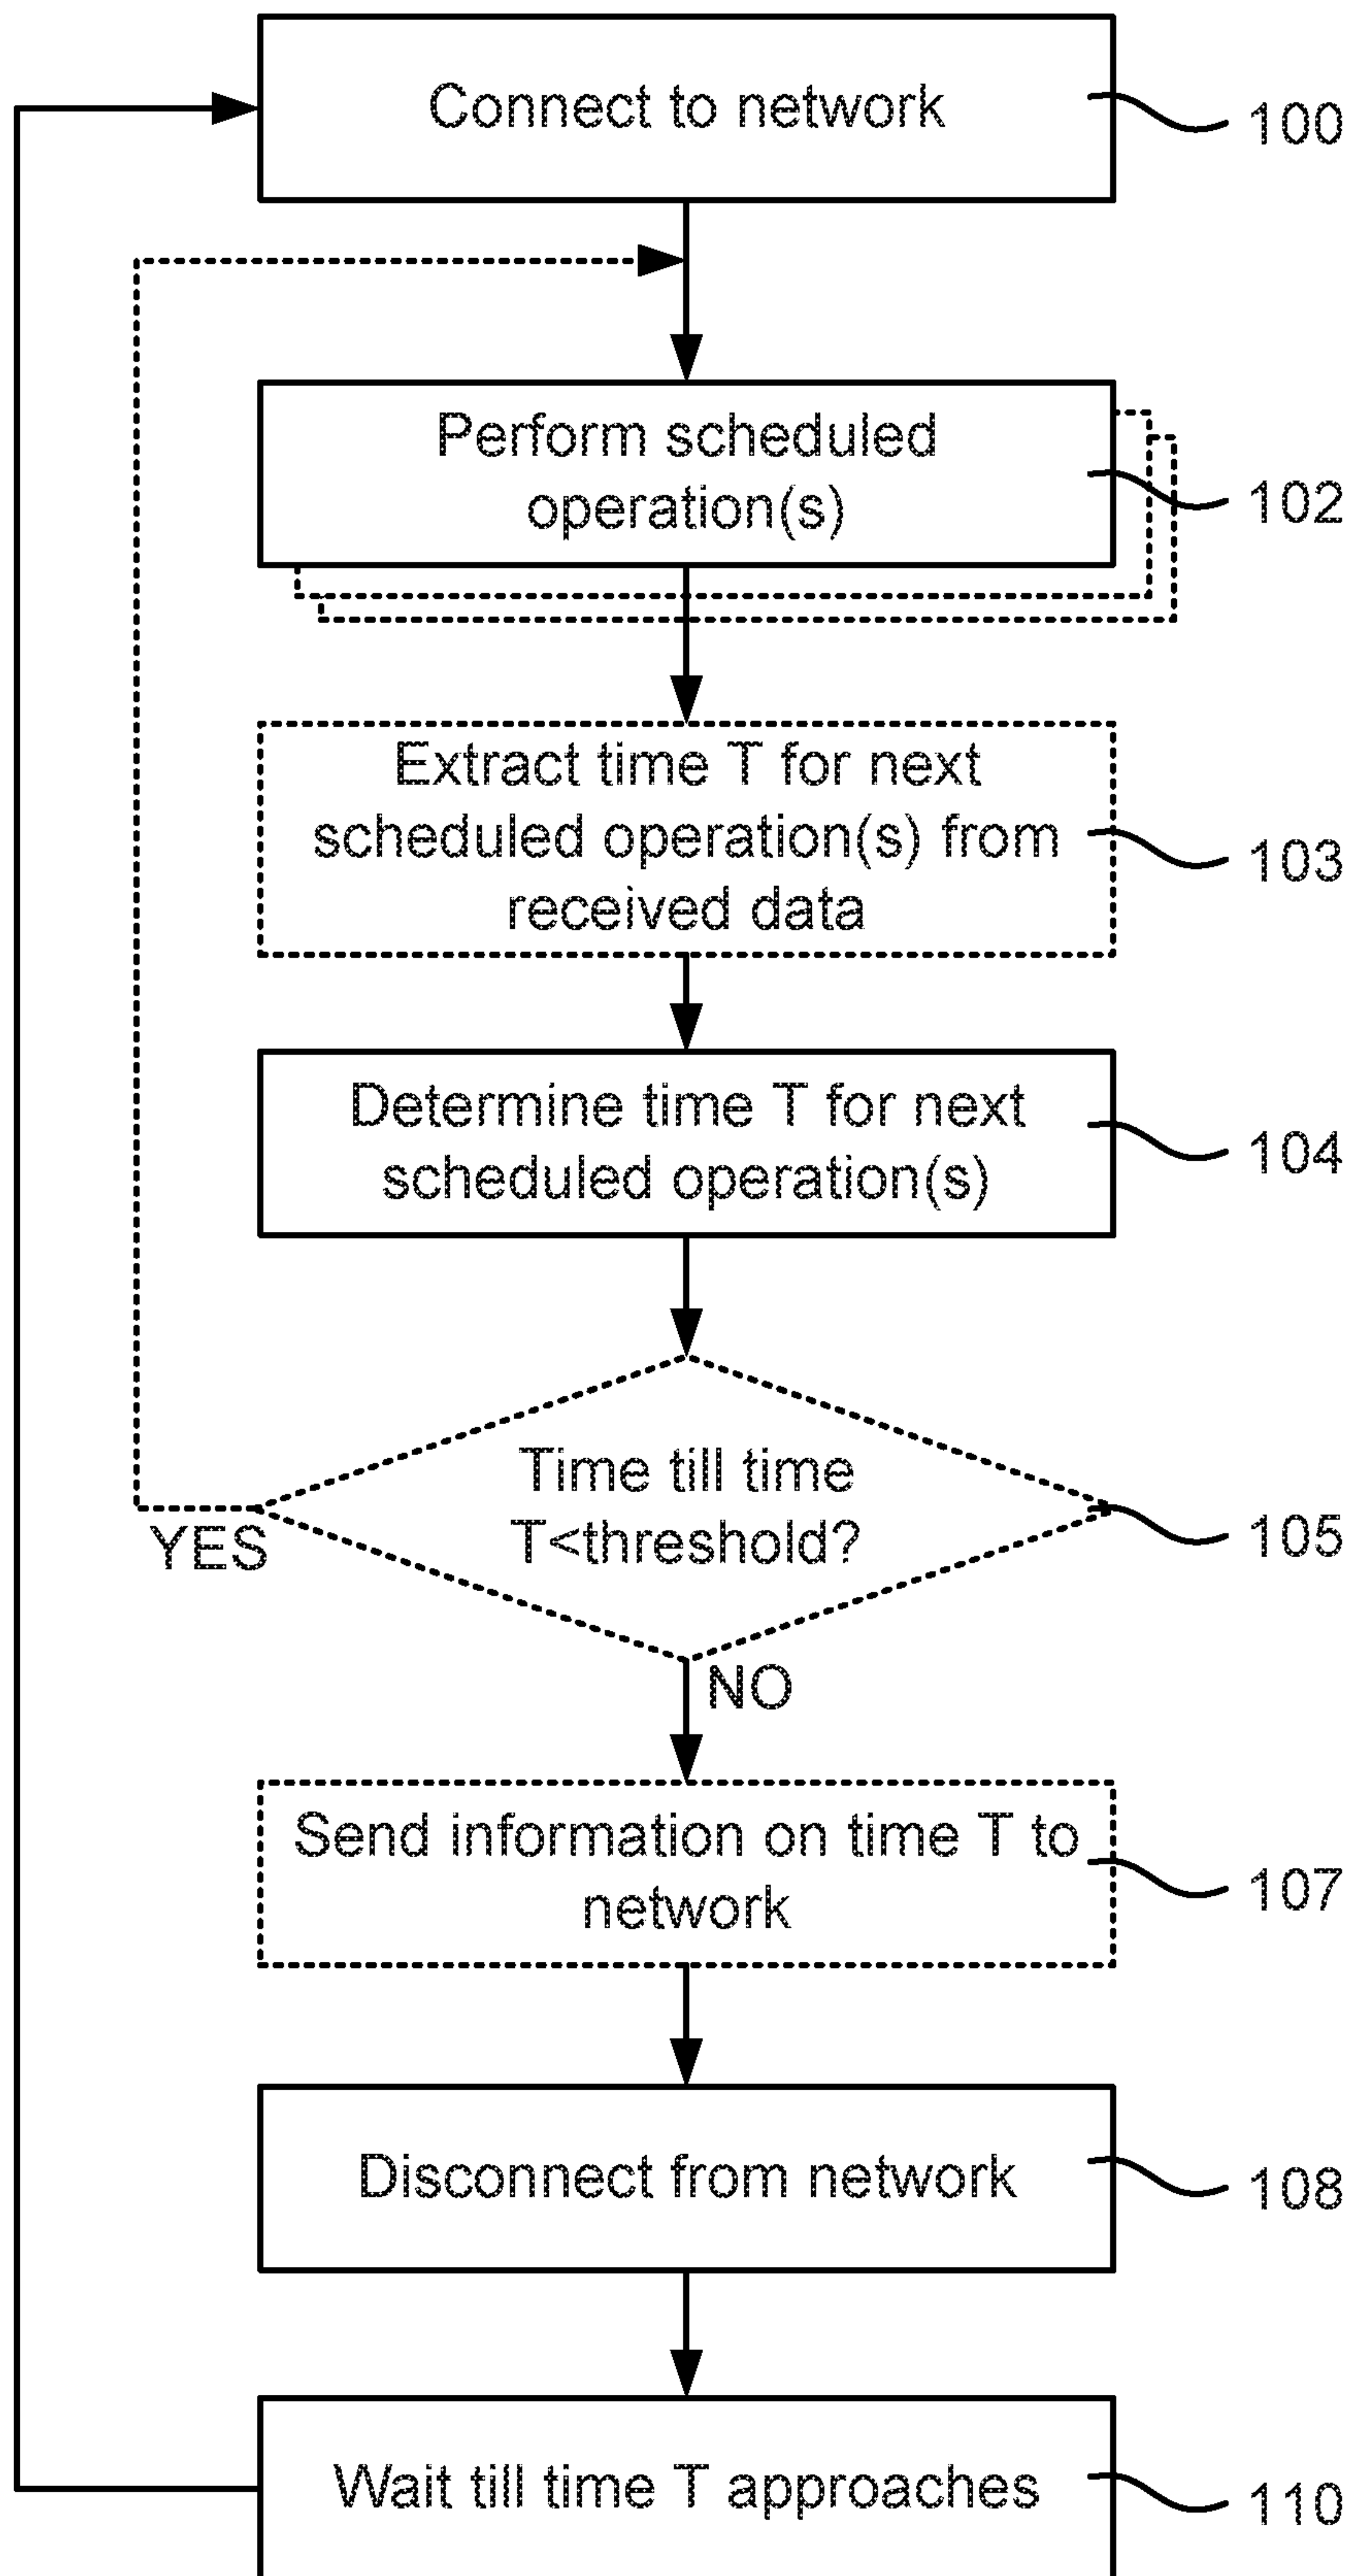 Connect to network
100
Perform scheduled
operation(s)
102
Extract time T for next
scheduled operation(s) from
received data
103
Determine time T for next
scheduled operation(s)
104
Time till time
T<threshold?
105
YES
NO
Send information on time T to
network
107
Disconnect from network
108
Wait till time T approaches
110